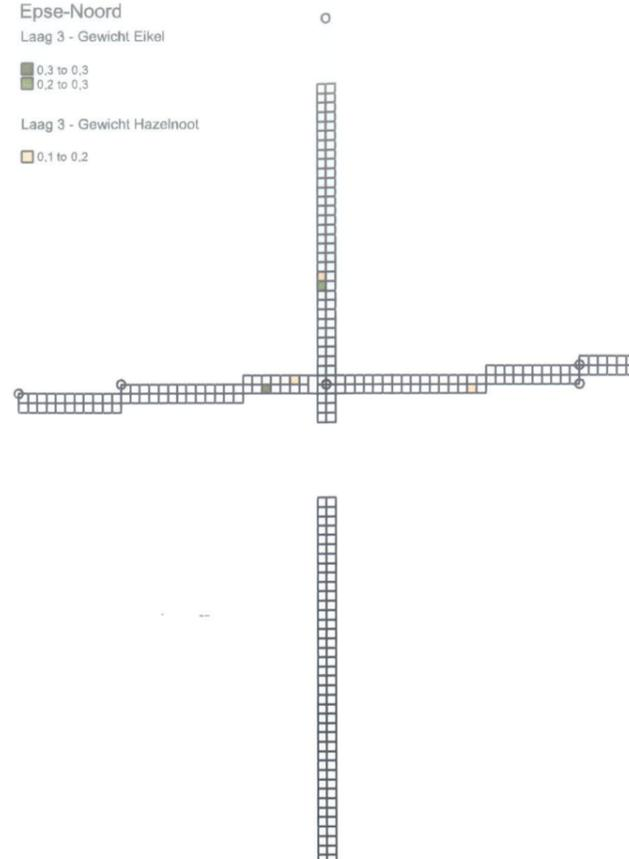 Epse-Noord
Laag 3 - Gewicht Eikel
0,3 to 0,3
0,2 to 0,3
Laag 3 - Gewicht Hazelnoot
0,1 to 0,2